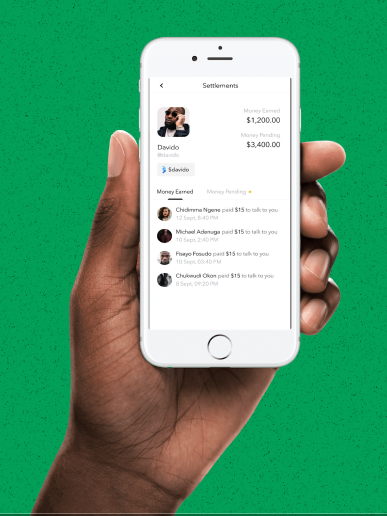 Settlements
Money Earned
$1,200.00
Money Pending
$3,400.00
Davido
@davido
$davido
Money Earned Money Pending
Chidimma Ngene paid $15 to talk to you
12 Sept, 6:40 PM
Michael Adenuga paid $15 to talk to you
10 Sept, 2:40 PM
Fisayo Fosudo paid $15 to talk to you
10 Sept, 03:40 PM
Chukwudi Okon paid $15 to talk to you
8 Sept, 09:20 PM